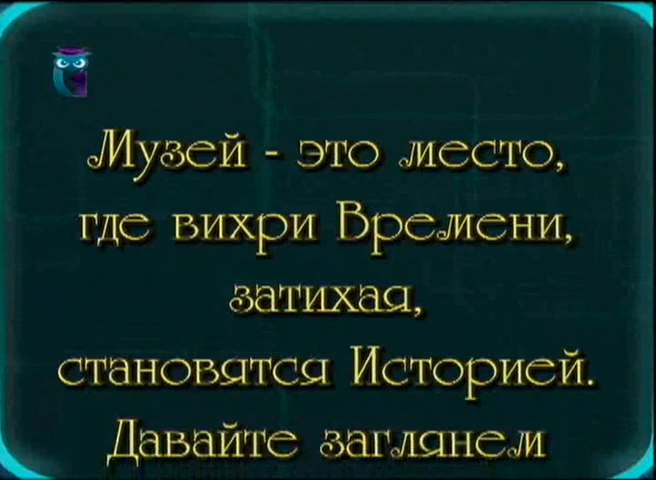 Музей - это место,
где вихри Времени,
затихая,
становятся Историей.
Давайте заглянем